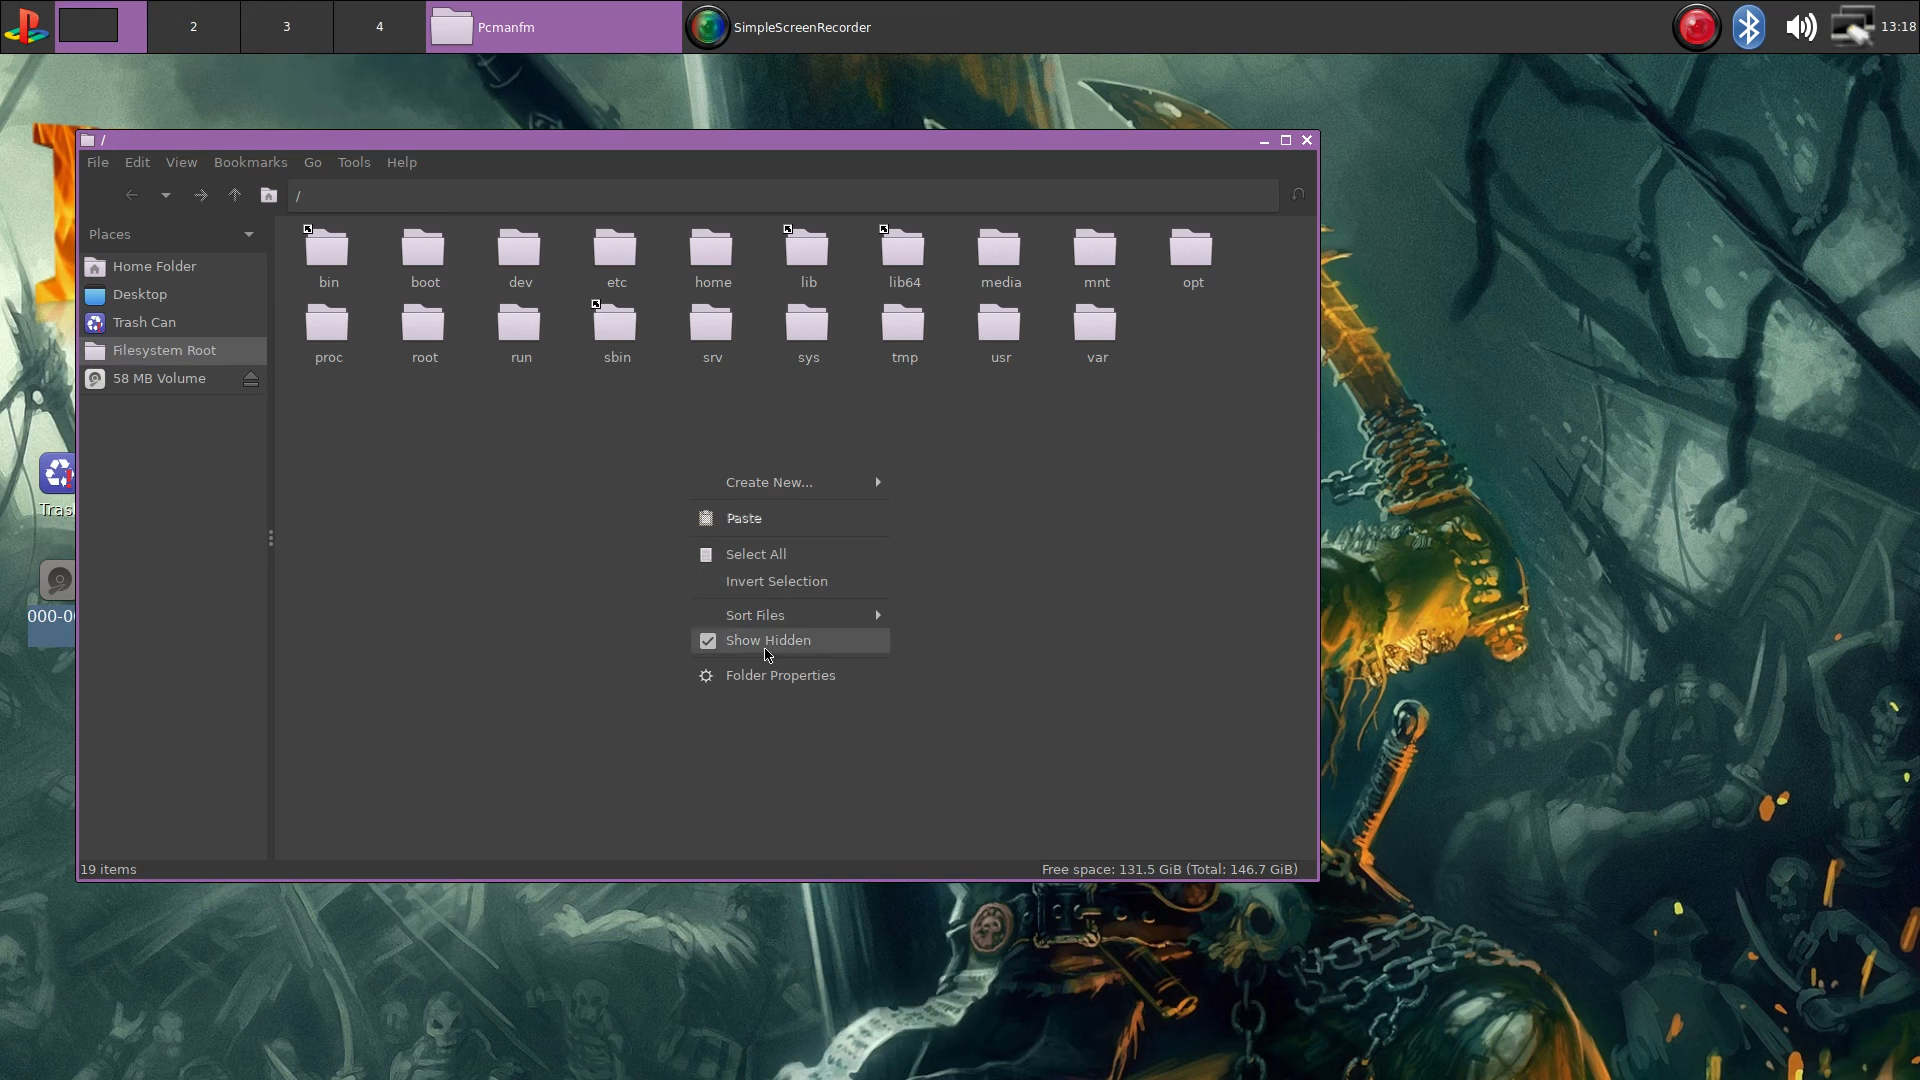 2 3 4 Pcmanfm SimpleScreenRecorder 13:18
/
File Edit View Bookmarks Go Tools Help
/
Places
Home Folder
Desktop
Trash Can
Filesystem Root
58 MB Volume
bin boot dev etc home lib lib64 media mnt opt
proc root run sbin srv sys tmp usr var
Create New...
Paste
Select All
Invert Selection
Sort Files
Show Hidden
Folder Properties
Tras
000-0
19 items Free space: 131.5 GiB (Total: 146.7 GiB)